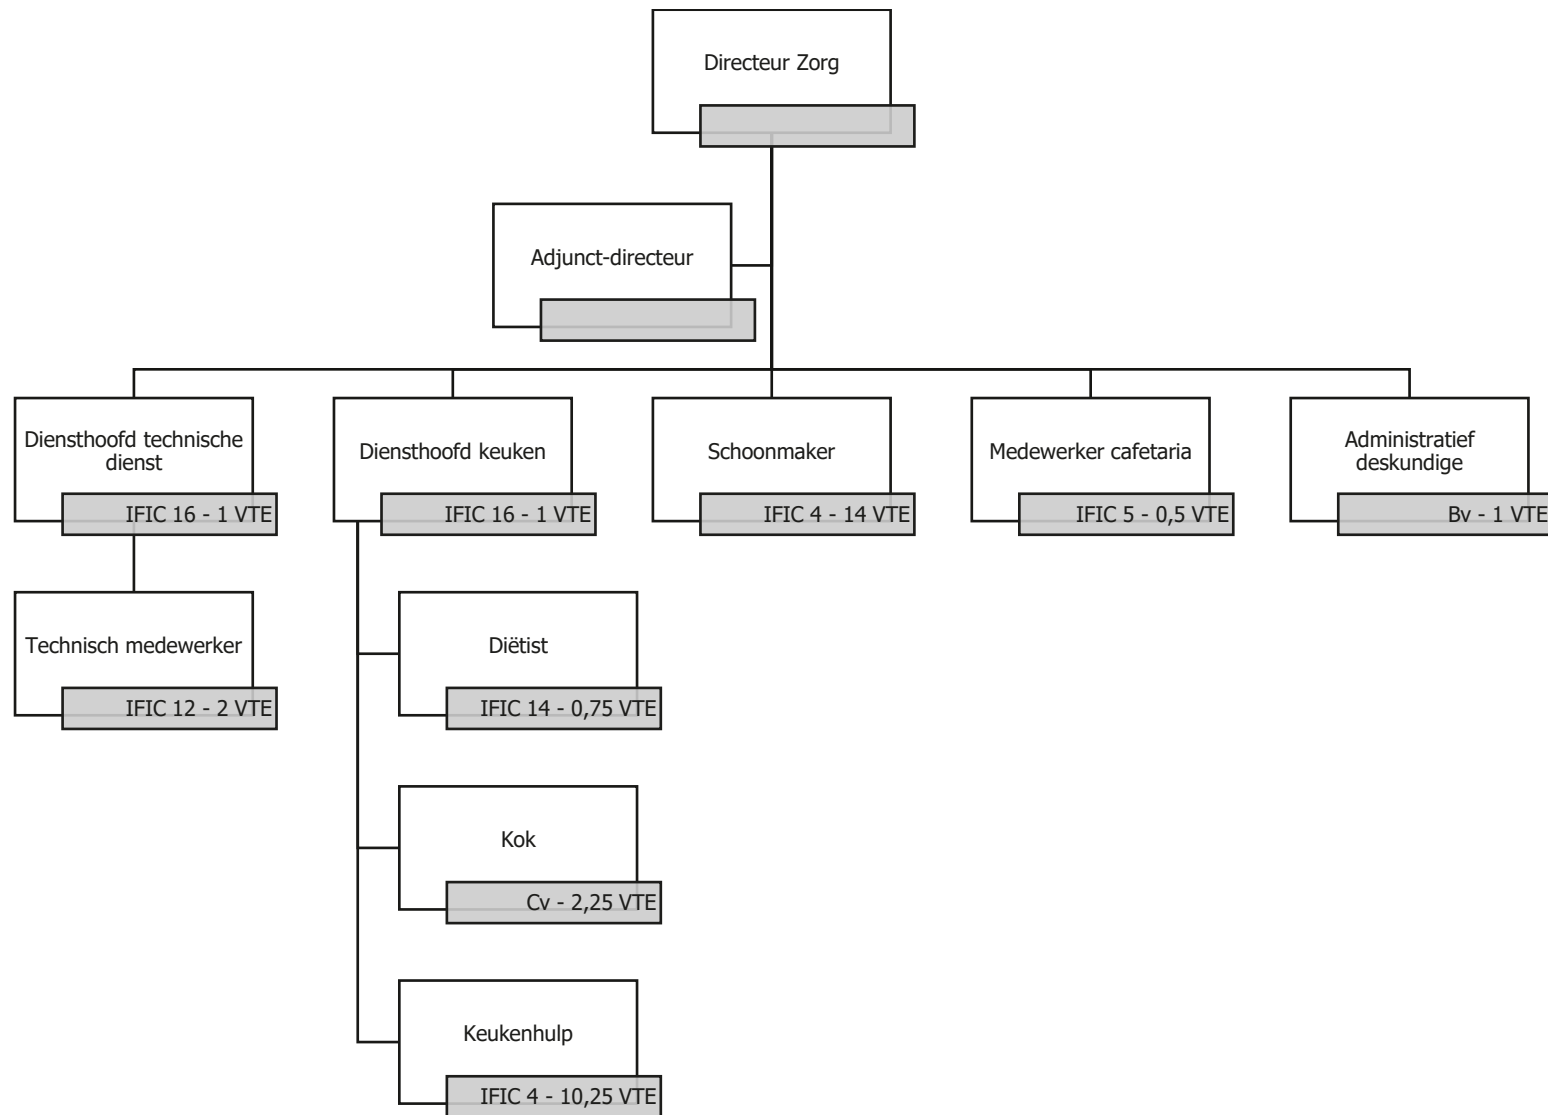 Directeur Zorg
Adjunct-directeur
Diensthoofd technische
dienst
IFIC 16 - 1 VTE
Diensthoofd keuken
IFIC 16 - 1 VTE
Schoonmaker
IFIC 4 - 14 VTE
Medewerker cafetaria
IFIC 5 - 0,5 VTE
Administratief
deskundige
Bv - 1 VTE
Technisch medewerker
IFIC 12 - 2 VTE
Diëtist
IFIC 14 - 0,75 VTE
Kok
Cv - 2,25 VTE
Keukenhulp
IFIC 4 - 10,25 VTE